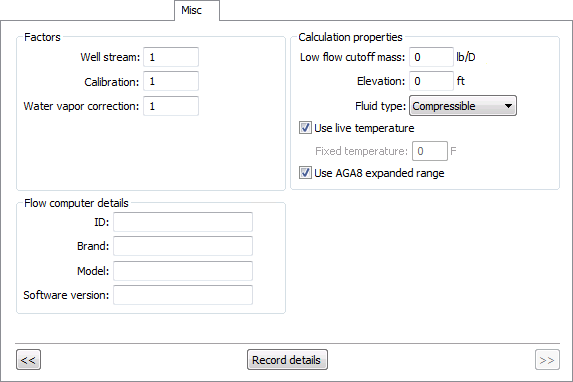 Misc
Factors
Well stream: 1
Calibration: 1
Water vapor correction: 1
Calculation properties
Low flow cutoff mass: 0 lb/D
Elevation: 0 ft
Fluid type: Compressible
Use live temperature
Fixed temperature: 0 F
Use AGA8 expanded range
Flow computer details
ID:
Brand:
Model:
Software version:
<< Record details >>